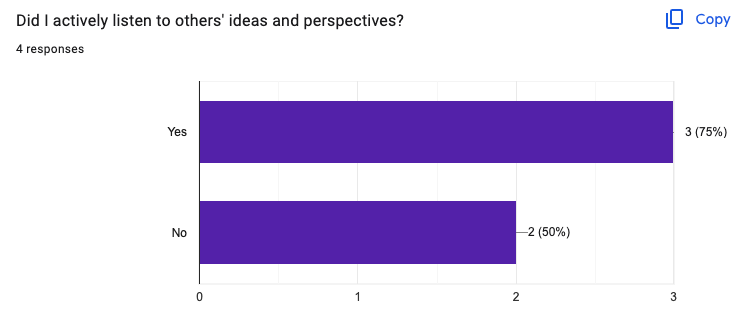 Did I actively listen to others' ideas and perspectives?
Copy
4 responses
Yes
3 (75%)
No
2 (50%)
0
1
2
3